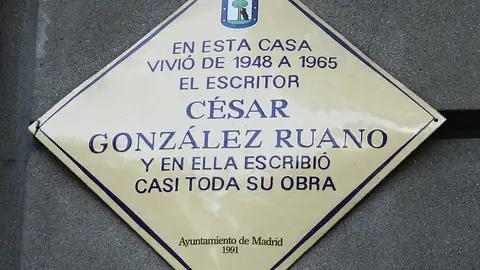 EN ESTA CASA
VIVIÓ DE 1948 A 1965
EL ESCRITOR
CÉSAR
GONZÁLEZ RUANO
Y EN ELLA ESCRIBIÓ
CASI TODA SU OBRA
Ayuntamiento de Madrid
1991